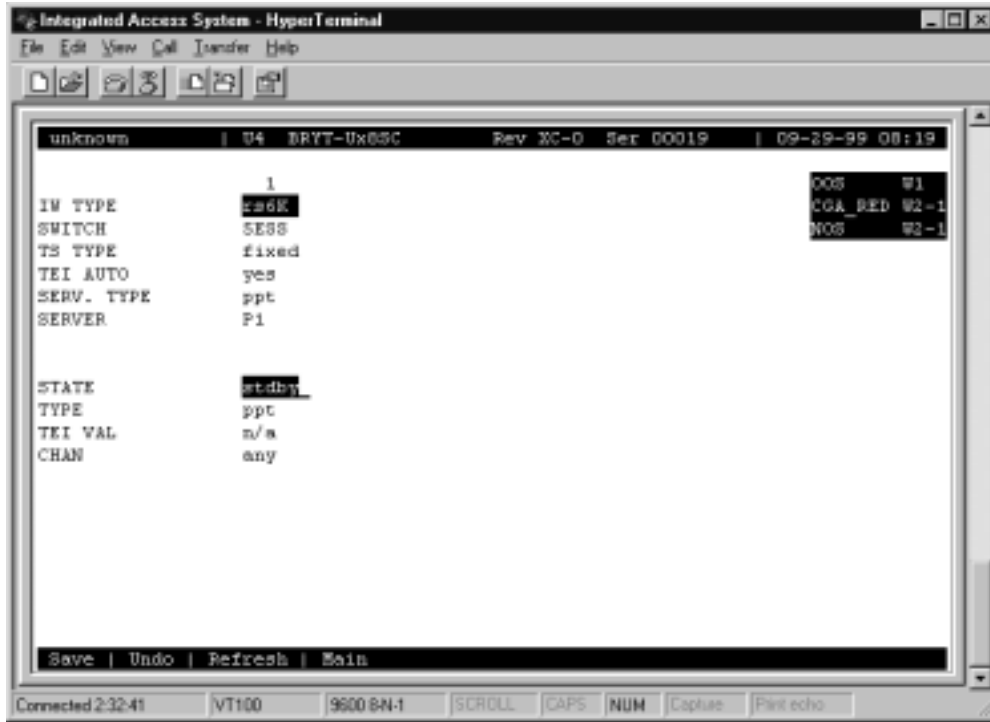 Integrated Access System - HyperTerminal
File Edit View Call Transfer Help
unknown | U4 BRYT-Ux8SC Rev XC-0 Ser 00019 | 09-29-99 08:19
1 OOS W1
IW TYPE rs6K CGA_RED W2-1
SWITCH 5ESS NOS W2-1
TS TYPE fixed
TEI AUTO yes
SERV. TYPE ppt
SERVER P1
STATE stdby
TYPE ppt
TEI VAL n/a
CHAN any
Save | Undo | Refresh | Main
Connected 2:32:41 VT100 9600 8-N-1 SCROLL CAPS NUM Capture Print echo